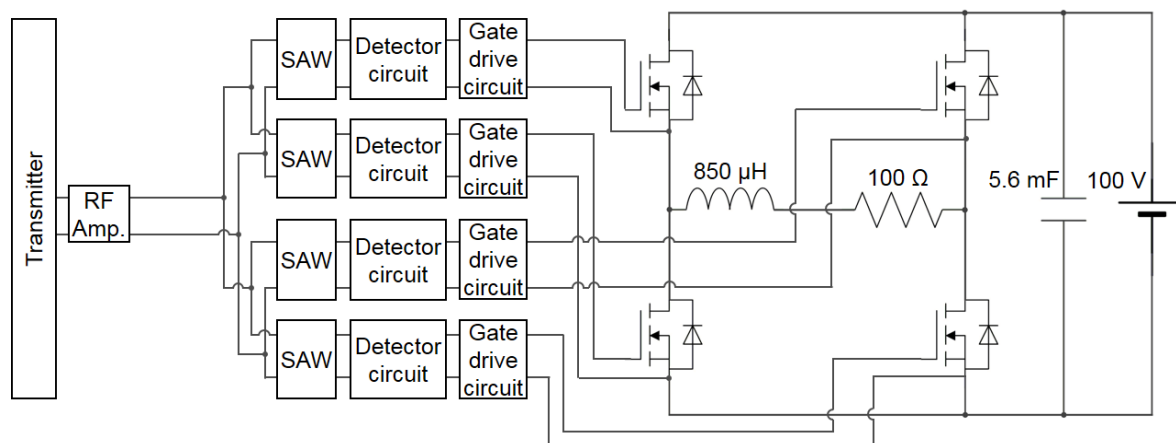 Transmitter
RF
Amp.
SAW
Detector
circuit
Gate
drive
circuit
SAW
Detector
circuit
Gate
drive
circuit
SAW
Detector
circuit
Gate
drive
circuit
SAW
Detector
circuit
Gate
drive
circuit
850 µH
100 Ω
5.6 mF
100 V